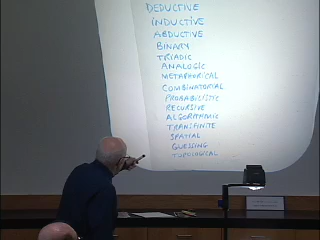 DEDUCTIVE
INDUCTIVE
ABDUCTIVE
BINARY
TRIADIC
ANALOGIC
METAPHORICAL
COMBINATORIAL
PROBABILISTIC
RECURSIVE
ALGORITHMIC
TRANSFINITE
SPATIAL
GUESSING
TOPOLOGICAL